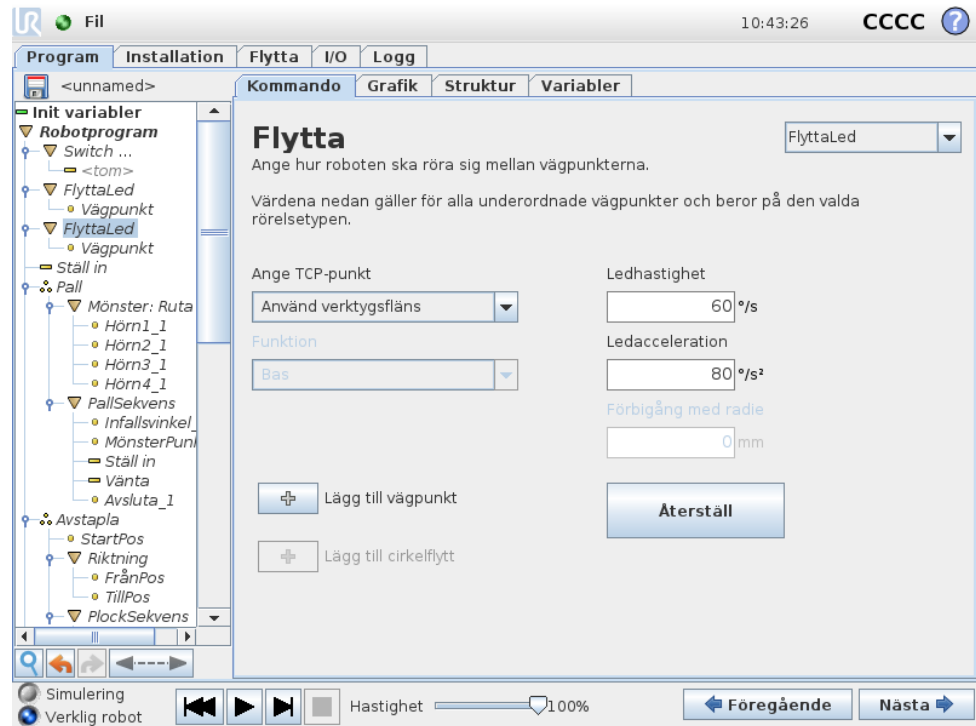 UR Fil 10:43:26 CCCC ?
Program Installation Flytta I/O Logg
<unnamed>
Kommando Grafik Struktur Variabler
Init variabler
Robotprogram
Switch ...
<tom>
FlyttaLed
Vägpunkt
FlyttaLed
Vägpunkt
Ställ in
Pall
Mönster: Ruta
Hörn1_1
Hörn2_1
Hörn3_1
Hörn4_1
PallSekvens
Infallsvinkel_
MönsterPun
Ställ in
Vänta
Avsluta_1
Avstapla
StartPos
Riktning
FrånPos
TillPos
PlockSekvens
Flytta
FlyttaLed
Ange hur roboten ska röra sig mellan vägpunkterna.
Värdena nedan gäller för alla underordnade vägpunkter och beror på den valda
rörelsetypen.
Ange TCP-punkt
Använd verktygsfläns
Funktion
Bas
Ledhastighet
60 °/s
Ledacceleration
80 °/s²
Förbigång med radie
0 mm
Lägg till vägpunkt
Återställ
Lägg till cirkelflytt
Simulering
Verklig robot
Hastighet 100%
Föregående
Nästa